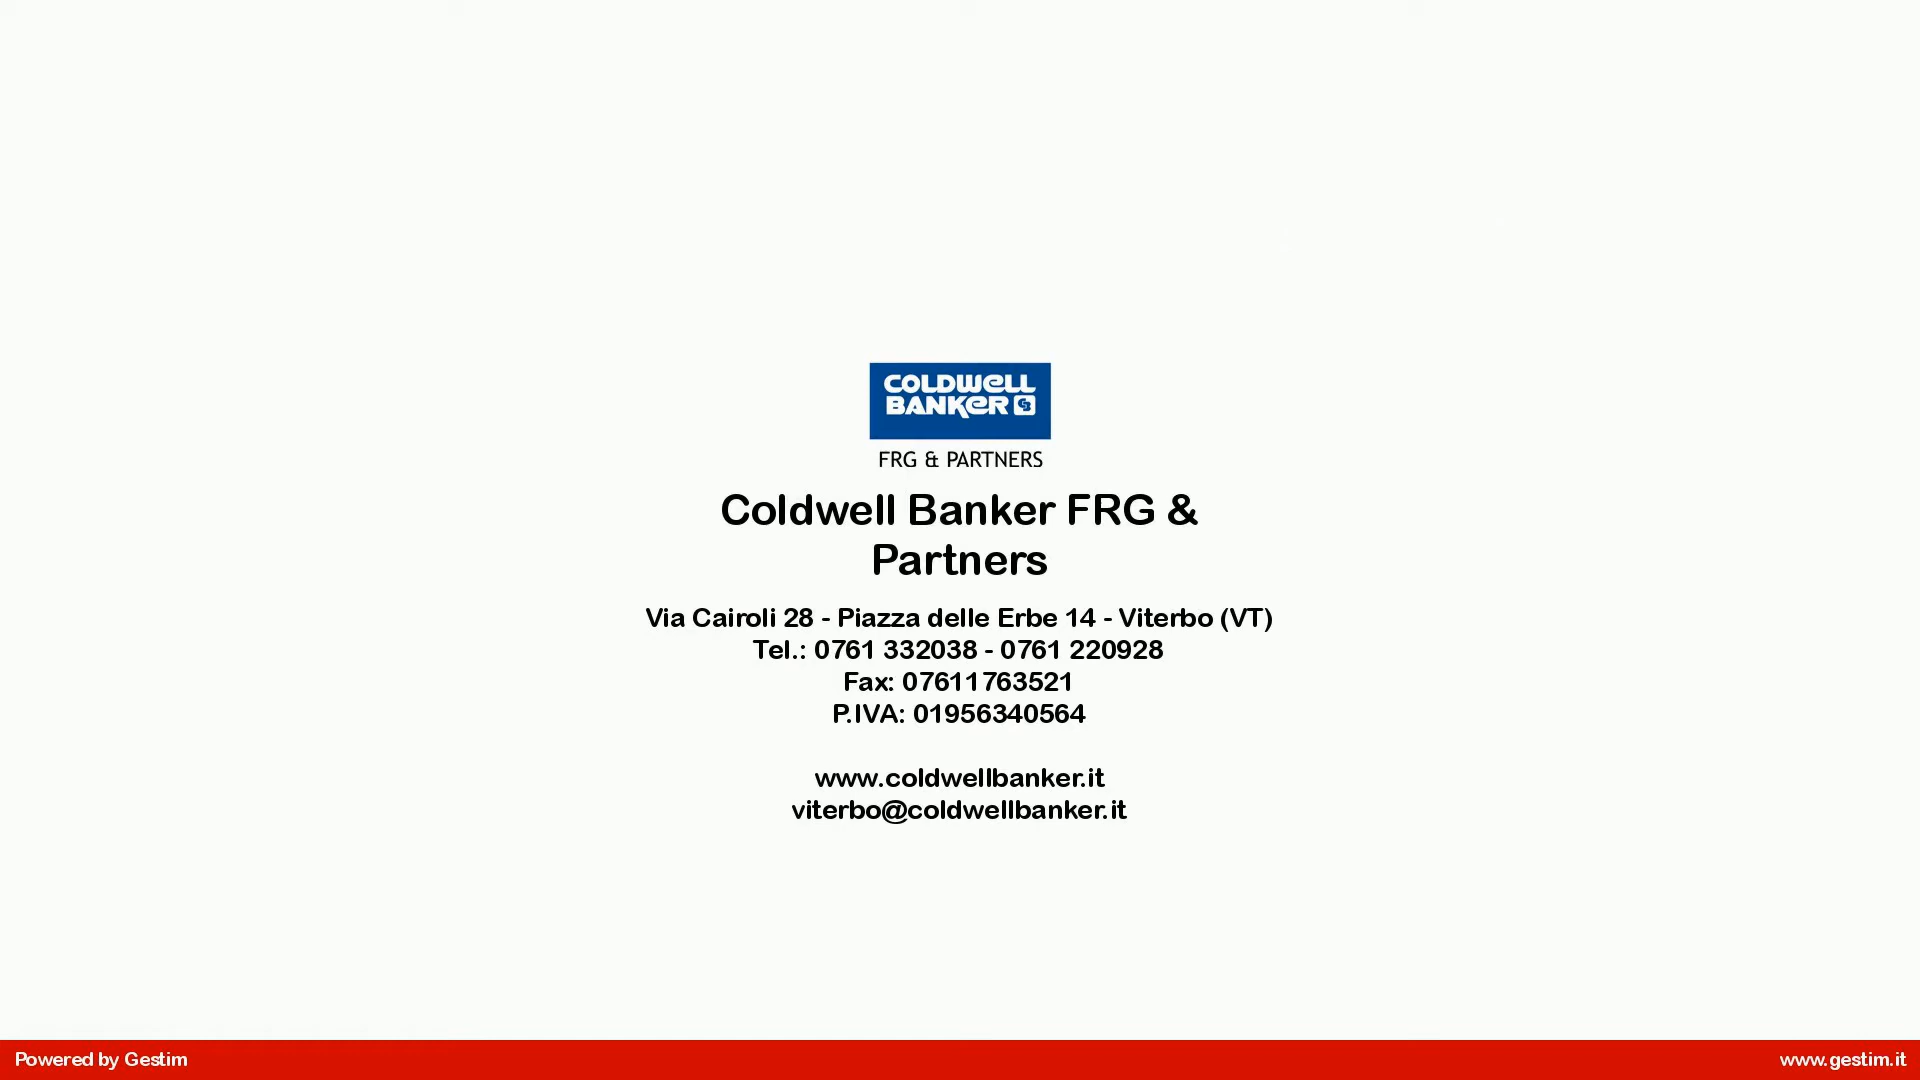 COLDWELL
BANKER CB
FRG & PARTNERS
Coldwell Banker FRG &
Partners
Via Cairoli 28 - Piazza delle Erbe 14 - Viterbo (VT)
Tel.: 0761 332038 - 0761 220928
Fax: 07611763521
P.IVA: 01956340564
www.coldwellbanker.it
viterbo@coldwellbanker.it
Powered by Gestim
www.gestim.it